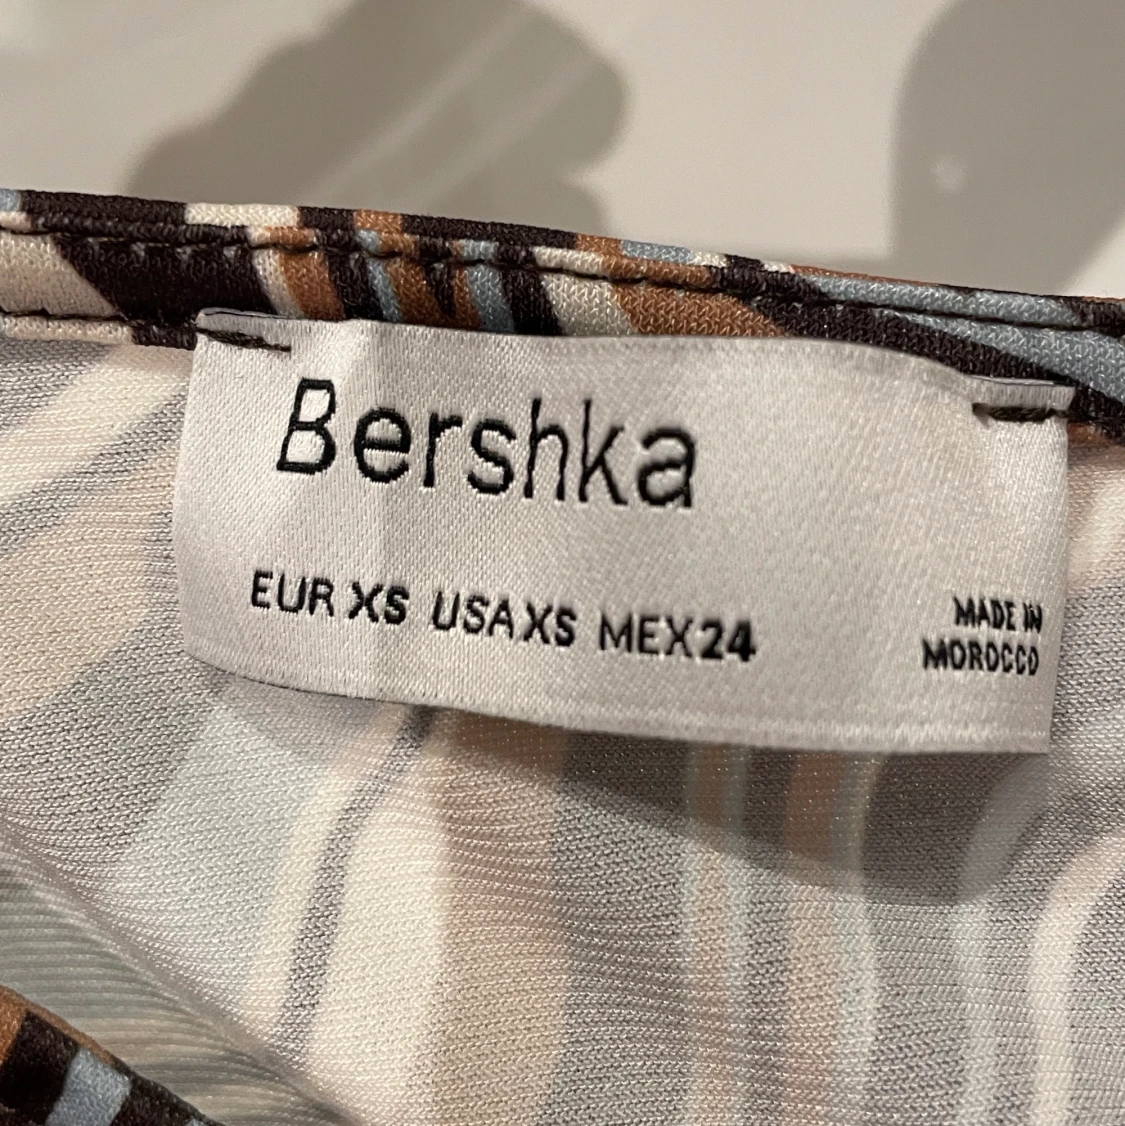 Bershka
EUR XS USA XS MEX 24
MADE IN
MOROCCO